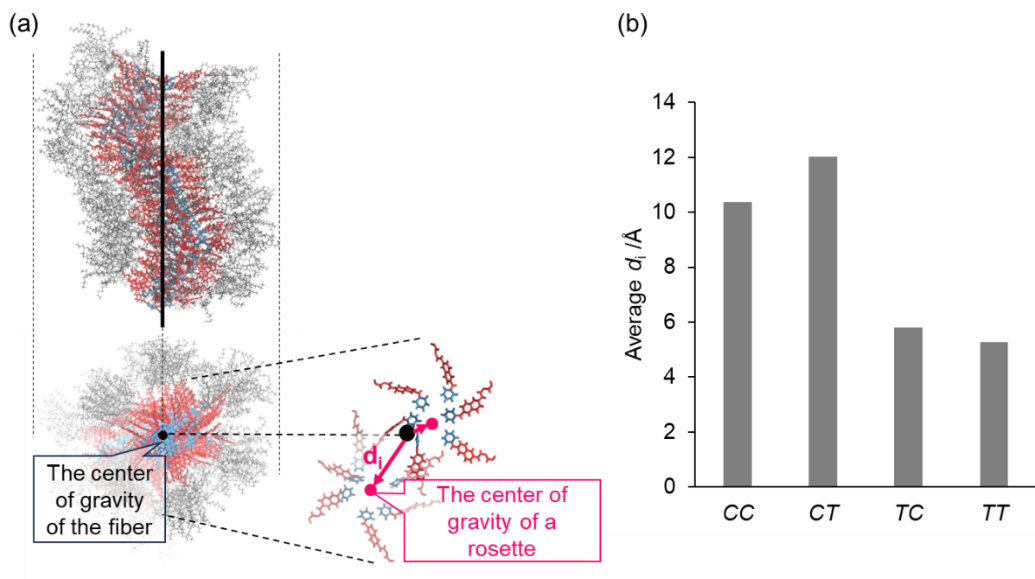 (a)
The center
of gravity
of the fiber
di
The center of
gravity of a
rosette
(b)
Average di /Å
14
12
10
8
6
4
2
0
CC CT TC TT